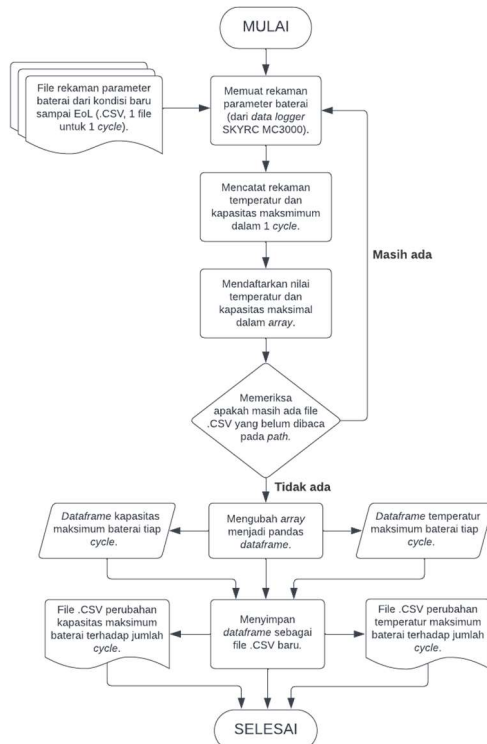 MULAI
File rekaman parameter
baterai dari kondisi baru
sampai EoL (.CSV, 1 file
untuk 1 cycle).
Memuat rekaman
parameter baterai
(dari data logger
SKYRC MC3000).
Mencatat rekaman
temperatur dan
kapasitas maksmimum
dalam 1 cycle.
Masih ada
Mendaftarkan nilai
temperatur dan
kapasitas maksimal
dalam array.
Memeriksa
apakah masih ada file
.CSV yang belum dibaca
pada path.
Tidak ada
Dataframe kapasitas
maksimum baterai tiap
cycle.
Mengubah array
menjadi pandas
dataframe.
Dataframe temperatur
maksimum baterai tiap
cycle.
File .CSV perubahan
kapasitas maksimum
baterai terhadap jumlah
cycle.
Menyimpan
dataframe sebagai
file .CSV baru.
File .CSV perubahan
temperatur maksimum
baterai terhadap jumlah
cycle.
SELESAI